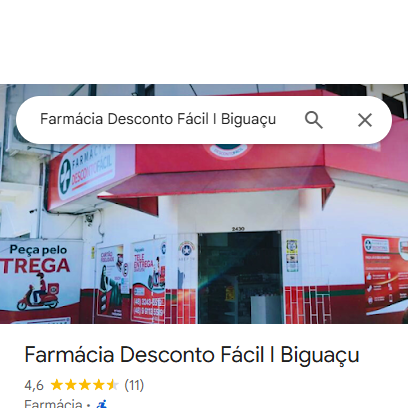 Farmácia Desconto Fácil I Biguaçu
FARMÁCIAS
DESCONTO FÁCIL
2430
Peça pelo
TREGA
TELE
ENTREGA
Farmácia Desconto Fácil I Biguaçu
4,6 (11)
Farmácia ·